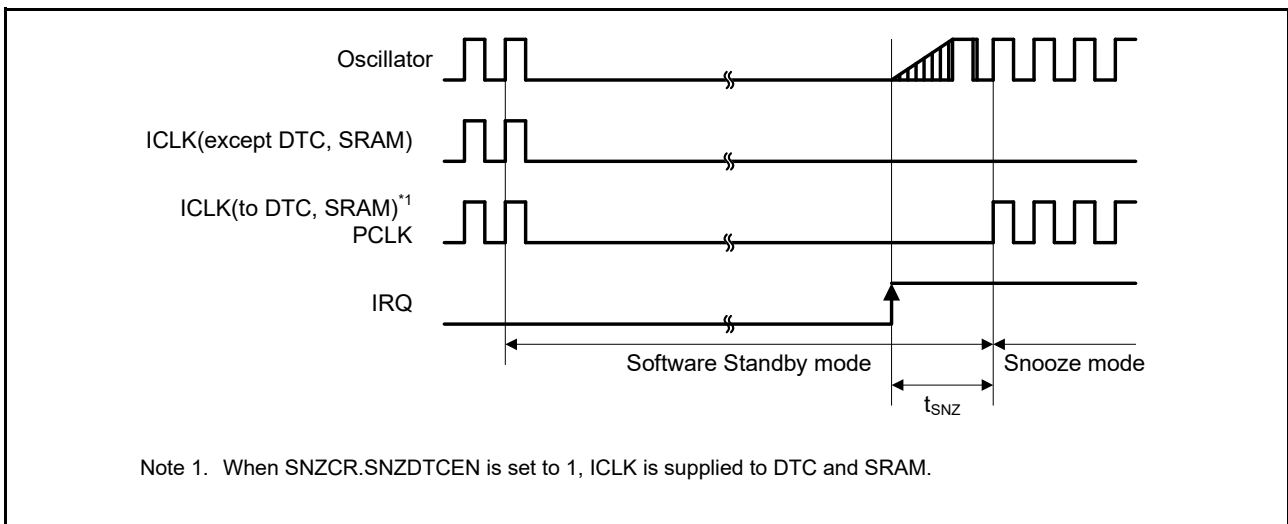 Oscillator
ICLK(except DTC, SRAM)
ICLK(to DTC, SRAM)*1
PCLK
IRQ
Software Standby mode
Snooze mode
tSNZ
Note 1. When SNZCR.SNZDTCEN is set to 1, ICLK is supplied to DTC and SRAM.